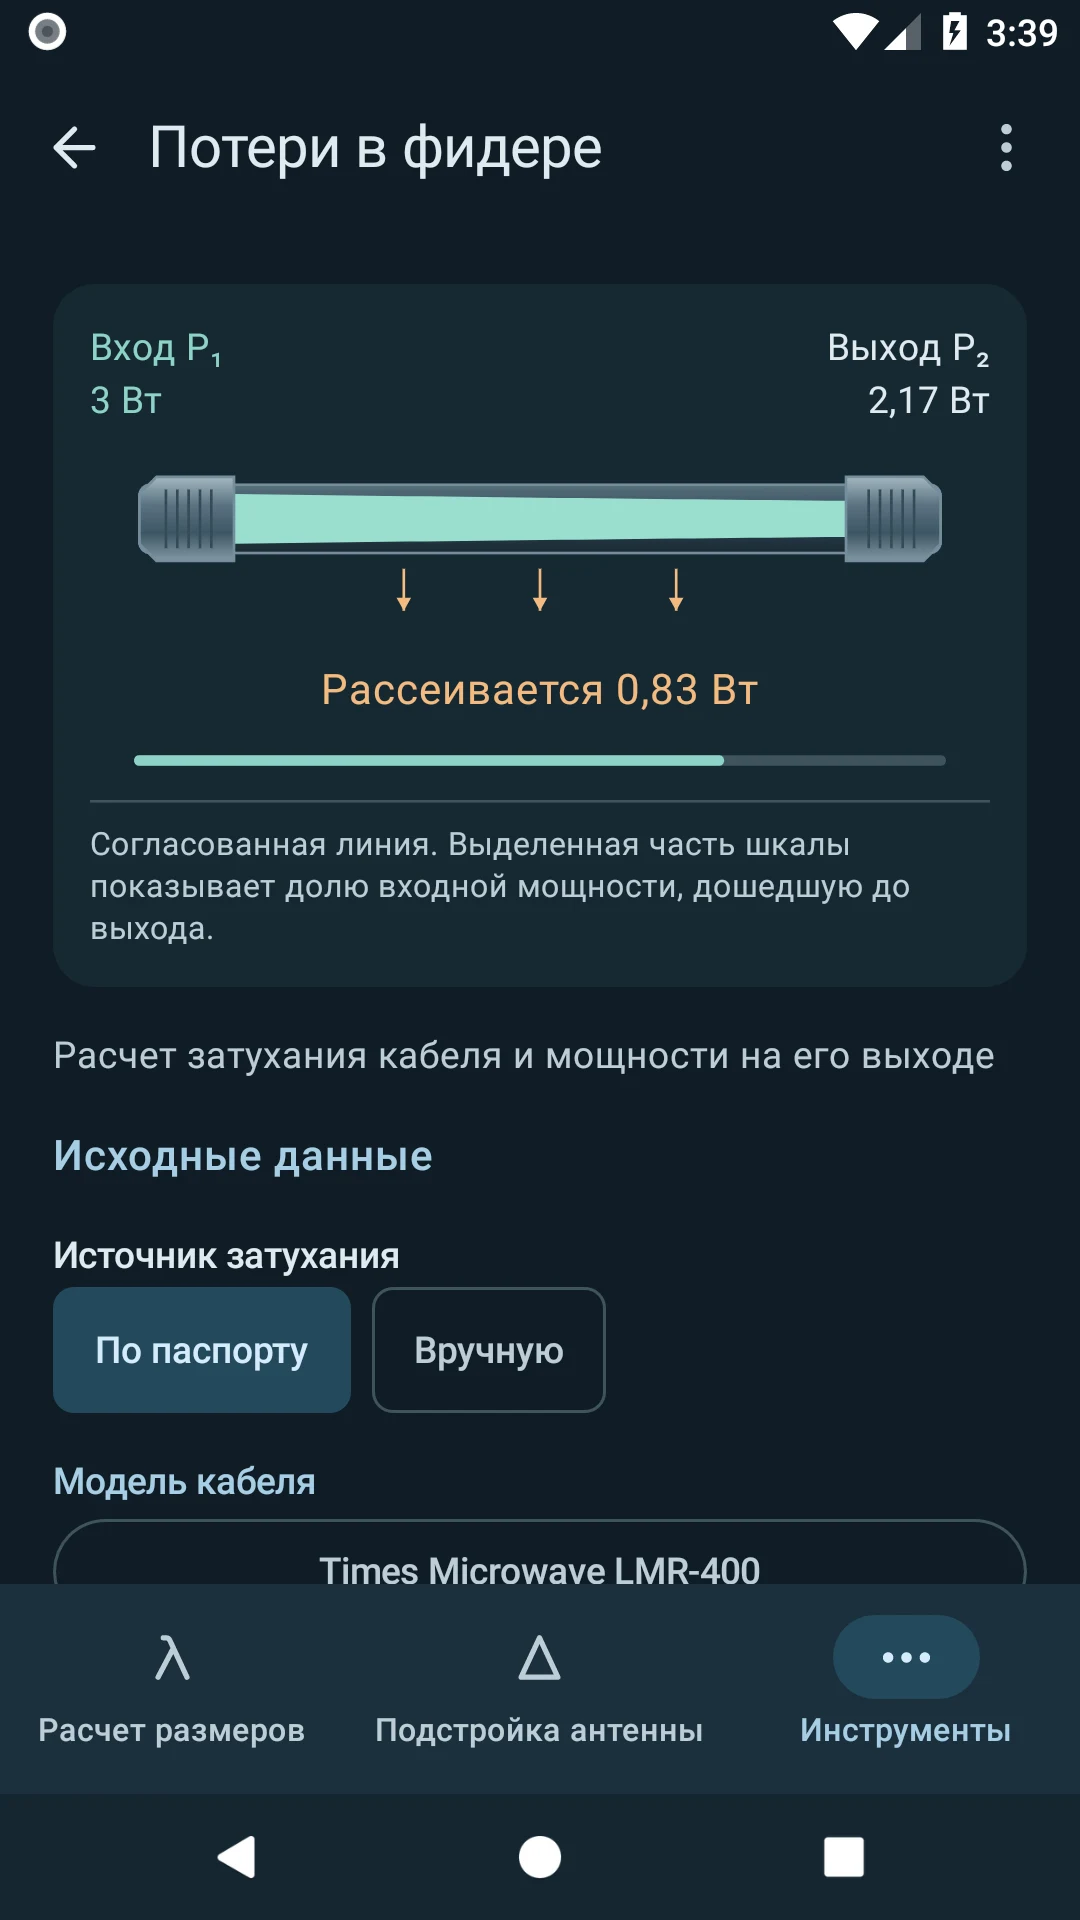 3:39
Потери в фидере
Вход P₁
3 Вт
Выход P₂
2,17 Вт
Рассеивается 0,83 Вт
Согласованная линия. Выделенная часть шкалы
показывает долю входной мощности, дошедшую до
выхода.
Расчет затухания кабеля и мощности на его выходе
Исходные данные
Источник затухания
По паспорту
Вручную
Модель кабеля
Times Microwave LMR-400
λ
Δ
Расчет размеров
Подстройка антенны
Инструменты